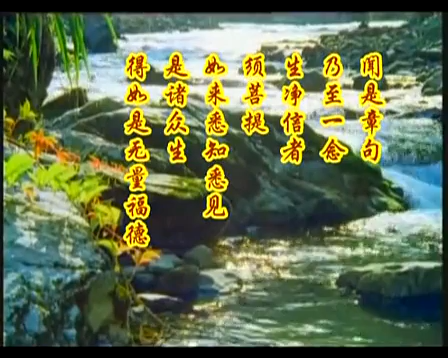 闻是章句
乃至一念
生净信者
须菩提
如来悉知悉见
是诸众生
得如是无量福德